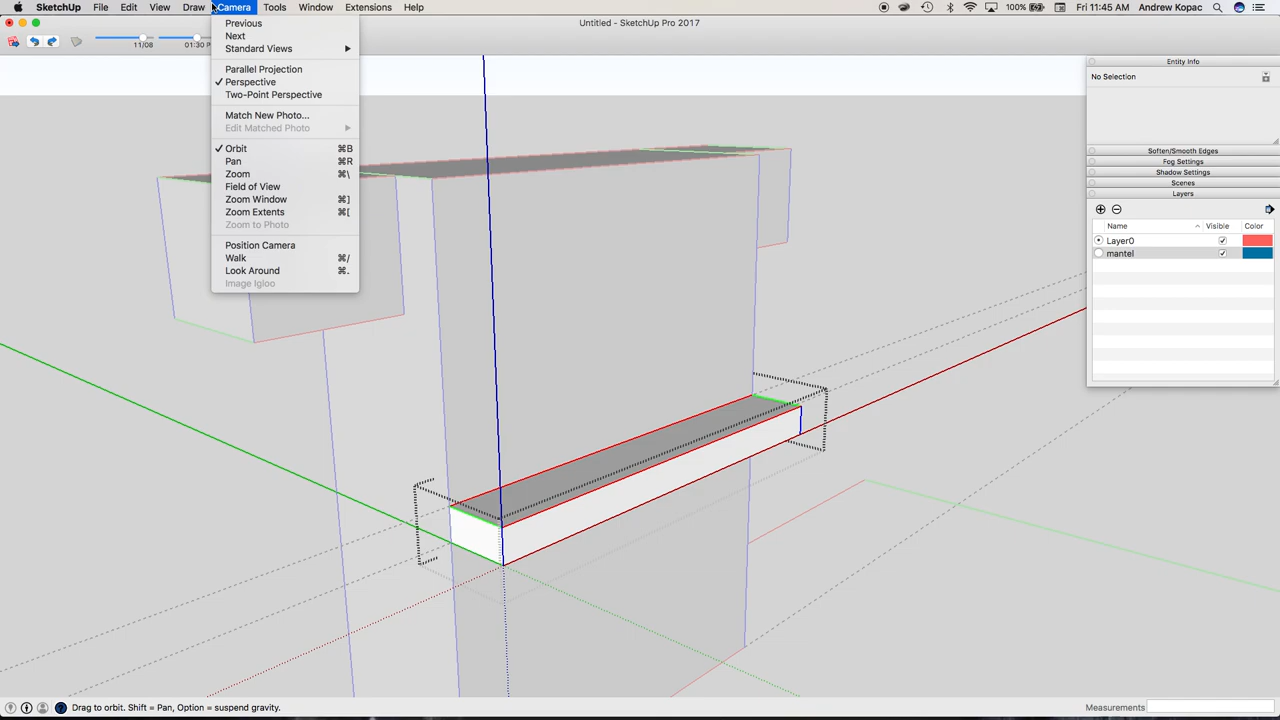 SketchUp File Edit View Draw Camera Tools Window Extensions Help 100% Fri 11:45 AM Andrew Kopac
Untitled - SketchUp Pro 2017
11/08 01:30 P
Previous
Next
Standard Views
Parallel Projection
Perspective
Two-Point Perspective
Match New Photo...
Edit Matched Photo
Orbit ⌘B
Pan ⌘R
Zoom ⌘\
Field of View
Zoom Window ⌘]
Zoom Extents ⌘[
Zoom to Photo
Position Camera
Walk ⌘/
Look Around ⌘.
Image Igloo
Entity Info
No Selection
Soften/Smooth Edges
Fog Settings
Shadow Settings
Scenes
Layers
Name Visible Color
Layer0
mantel
Drag to orbit. Shift = Pan, Option = suspend gravity. Measurements